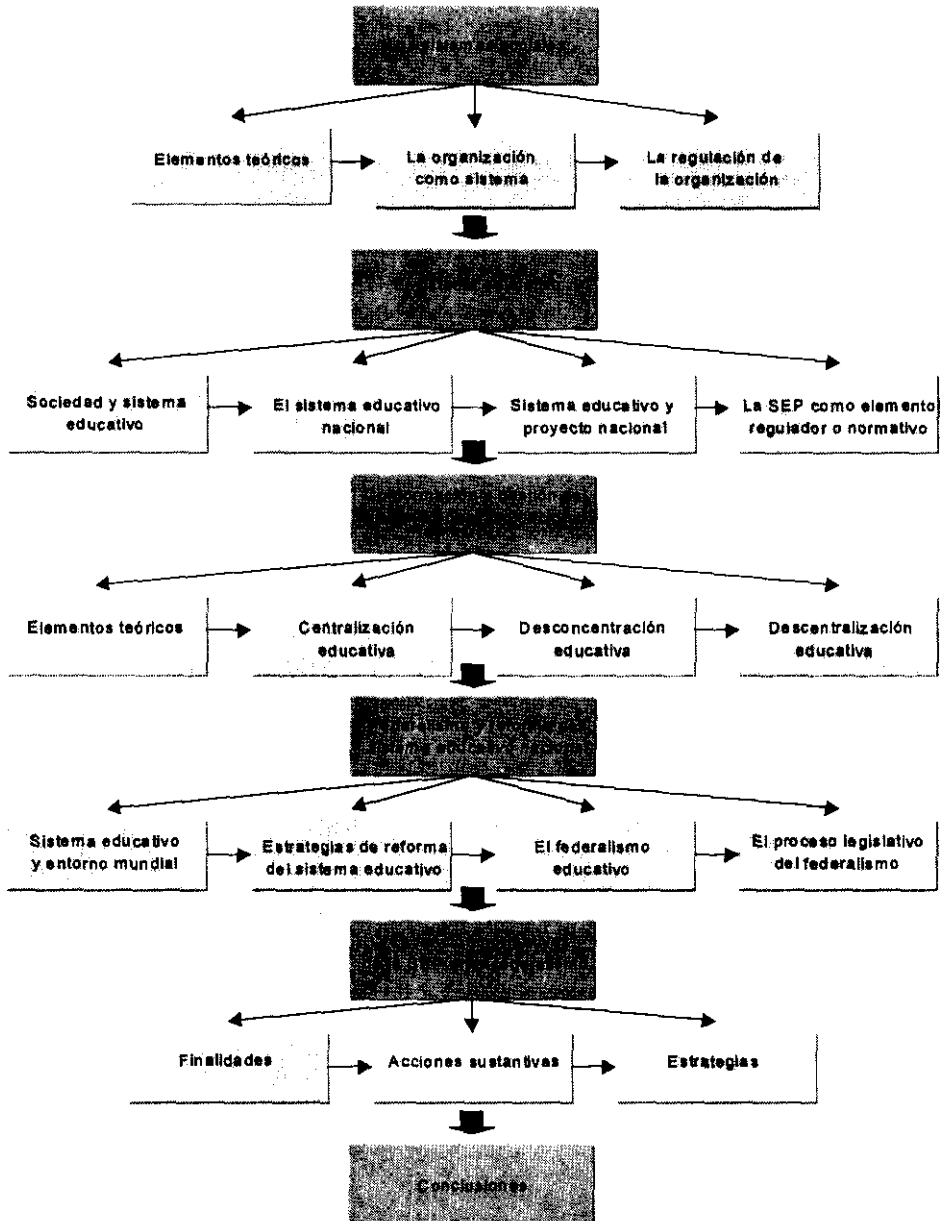 Elementos teóricos
La organización
como sistema
La regulación de
la organización
Sociedad y sistema
educativo
El sistema educativo
nacional
Sistema educativo y
proyecto nacional
La SEP como elemento
regulador o normativo
Elementos teóricos
Centralización
educativa
Desconcentración
educativa
Descentralización
educativa
sistema educativo nacional
Sistema educativo
y entorno mundial
Estrategias de reforma
del sistema educativo
El federalismo
educativo
El proceso legislativo
del federalismo
Finalidades
Acciones sustantivas
Estrategias
Conclusiones